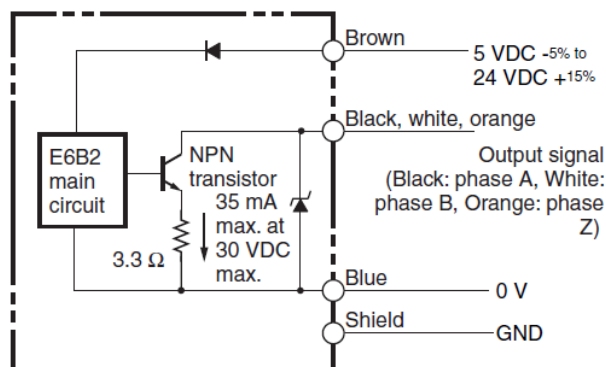 Brown
5 VDC -5% to
24 VDC +15%
Black, white, orange
E6B2
main
circuit
NPN
transistor
35 mA
max. at
30 VDC
max.
3.3 Ω
Output signal
(Black: phase A, White:
phase B, Orange: phase
Z)
Blue
0 V
Shield
GND